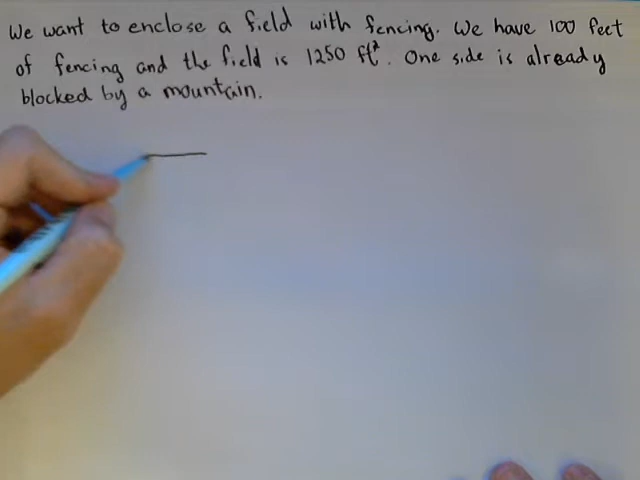 We want to enclose a field with fencing. We have 100 feet
of fencing and the field is 1250 ft². One side is already
blocked by a mountain.